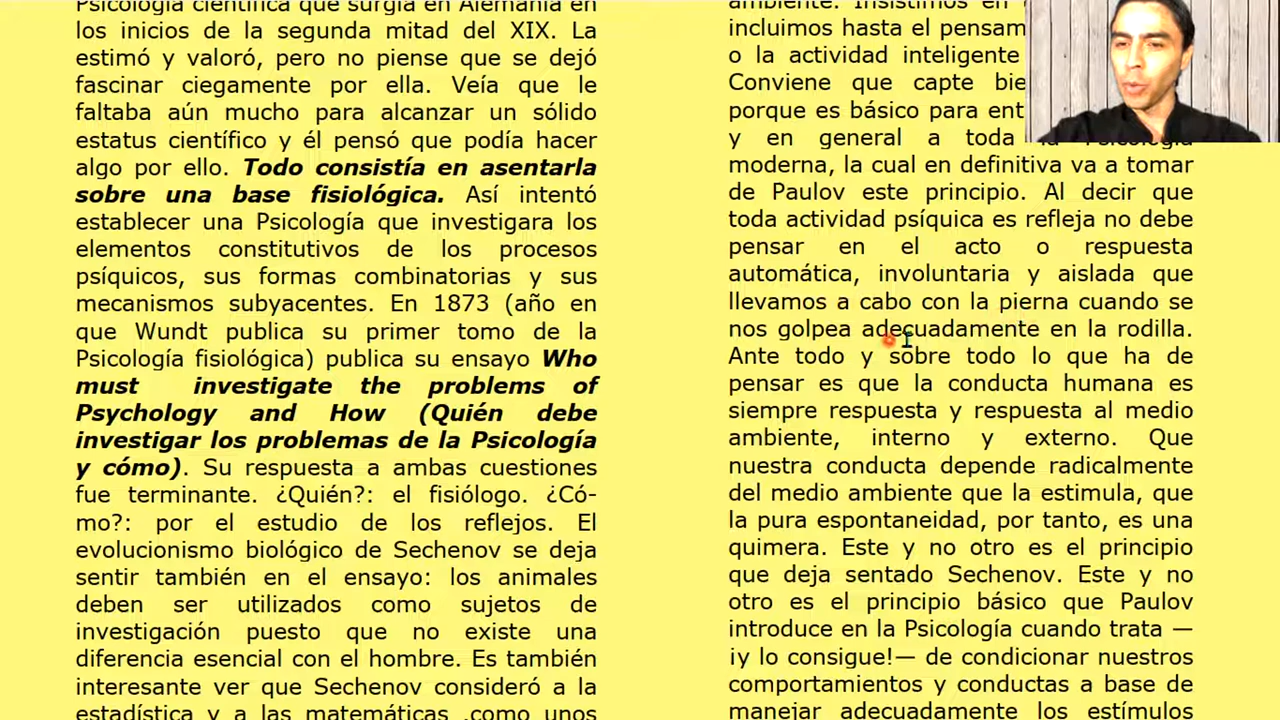 Psicología científica que surgía en Alemania en
los inicios de la segunda mitad del XIX. La
estimó y valoró, pero no piense que se dejó
fascinar ciegamente por ella. Veía que le
faltaba aún mucho para alcanzar un sólido
estatus científico y él pensó que podía hacer
algo por ello. Todo consistía en asentarla
sobre una base fisiológica. Así intentó
establecer una Psicología que investigara los
elementos constitutivos de los procesos
psíquicos, sus formas combinatorias y sus
mecanismos subyacentes. En 1873 (año en
que Wundt publica su primer tomo de la
Psicología fisiológica) publica su ensayo Who
must investigate the problems of
Psychology and How (Quién debe
investigar los problemas de la Psicología
y cómo). Su respuesta a ambas cuestiones
fue terminante. ¿Quién?: el fisiólogo. ¿Có-
mo?: por el estudio de los reflejos. El
evolucionismo biológico de Sechenov se deja
sentir también en el ensayo: los animales
deben ser utilizados como sujetos de
investigación puesto que no existe una
diferencia esencial con el hombre. Es también
interesante ver que Sechenov consideró a la
estadística y a las matemáticas ,como unos
ambiente. Insistimos en
incluimos hasta el pensam
o la actividad inteligente
Conviene que capte bie
porque es básico para ent
y en general a toda la Psicología
moderna, la cual en definitiva va a tomar
de Paulov este principio. Al decir que
toda actividad psíquica es refleja no debe
pensar en el acto o respuesta
automática, involuntaria y aislada que
llevamos a cabo con la pierna cuando se
nos golpea adecuadamente en la rodilla.
Ante todo y sobre todo lo que ha de
pensar es que la conducta humana es
siempre respuesta y respuesta al medio
ambiente, interno y externo. Que
nuestra conducta depende radicalmente
del medio ambiente que la estimula, que
la pura espontaneidad, por tanto, es una
quimera. Este y no otro es el principio
que deja sentado Sechenov. Este y no
otro es el principio básico que Paulov
introduce en la Psicología cuando trata —
¡y lo consigue!— de condicionar nuestros
comportamientos y conductas a base de
manejar adecuadamente los estímulos